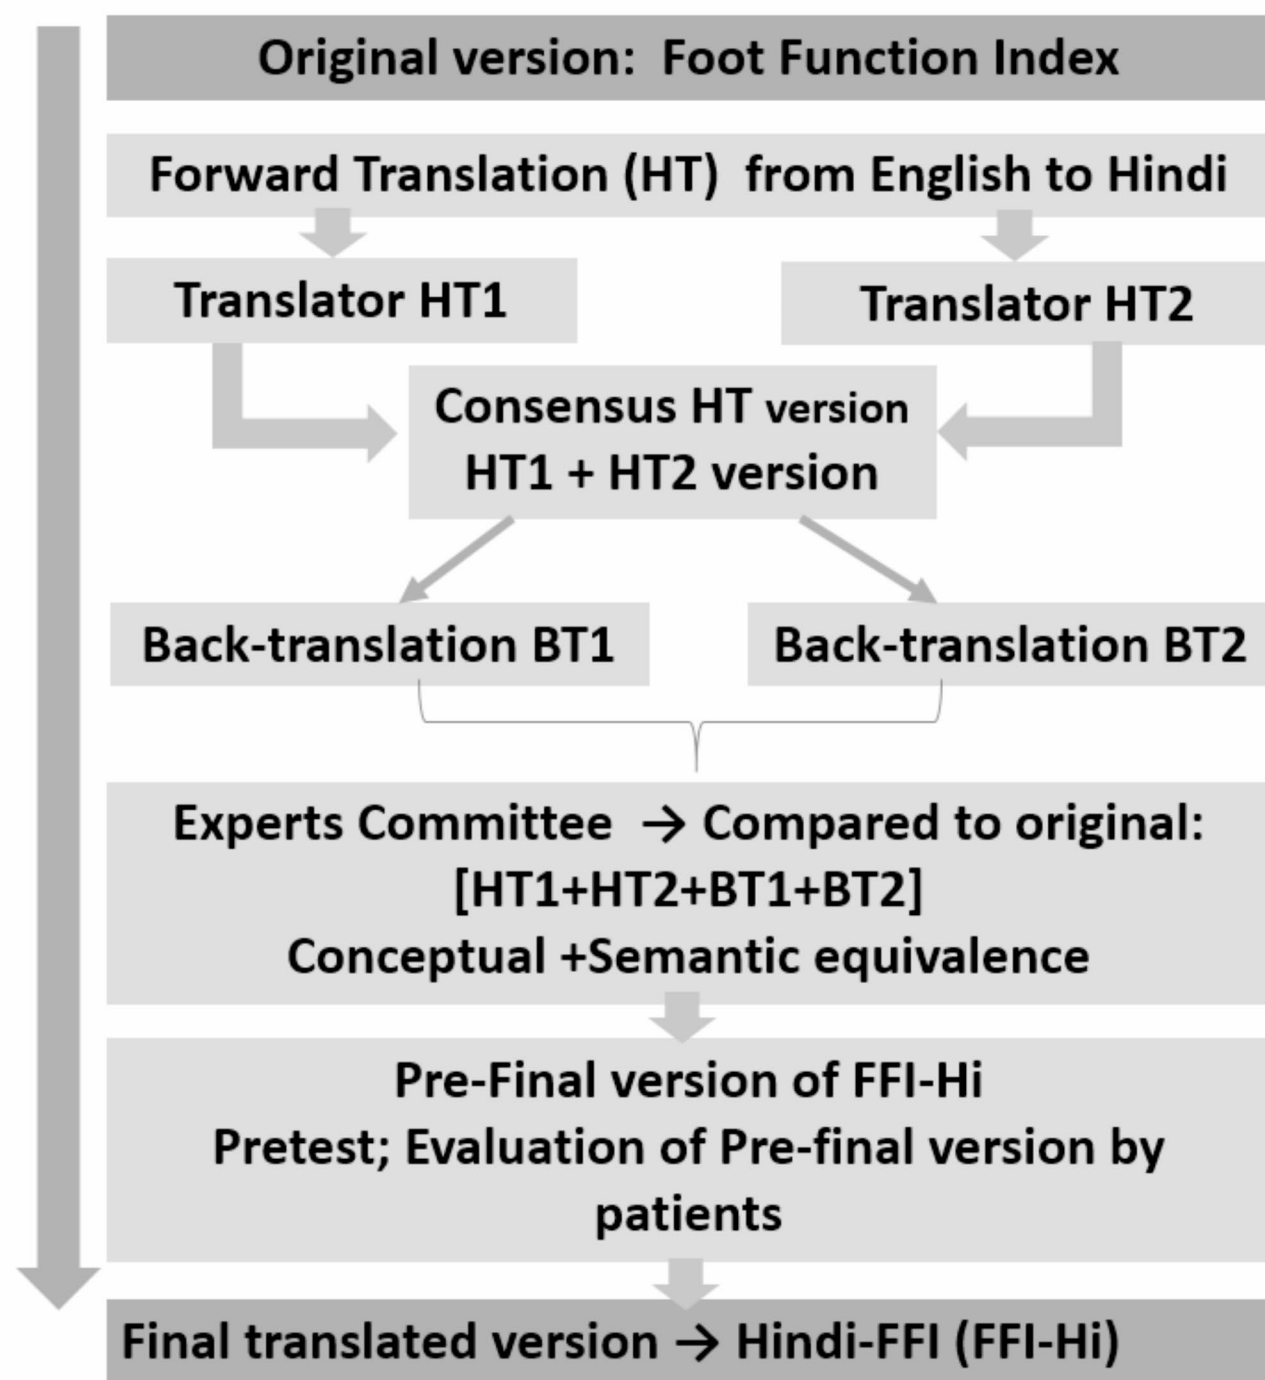 Original version: Foot Function Index
Forward Translation (HT) from English to Hindi
Translator HT1
Translator HT2
Consensus HT version
HT1 + HT2 version
Back-translation BT1
Back-translation BT2
Experts Committee → Compared to original:
[HT1+HT2+BT1+BT2]
Conceptual +Semantic equivalence
Pre-Final version of FFI-Hi
Pretest; Evaluation of Pre-final version by
patients
Final translated version → Hindi-FFI (FFI-Hi)